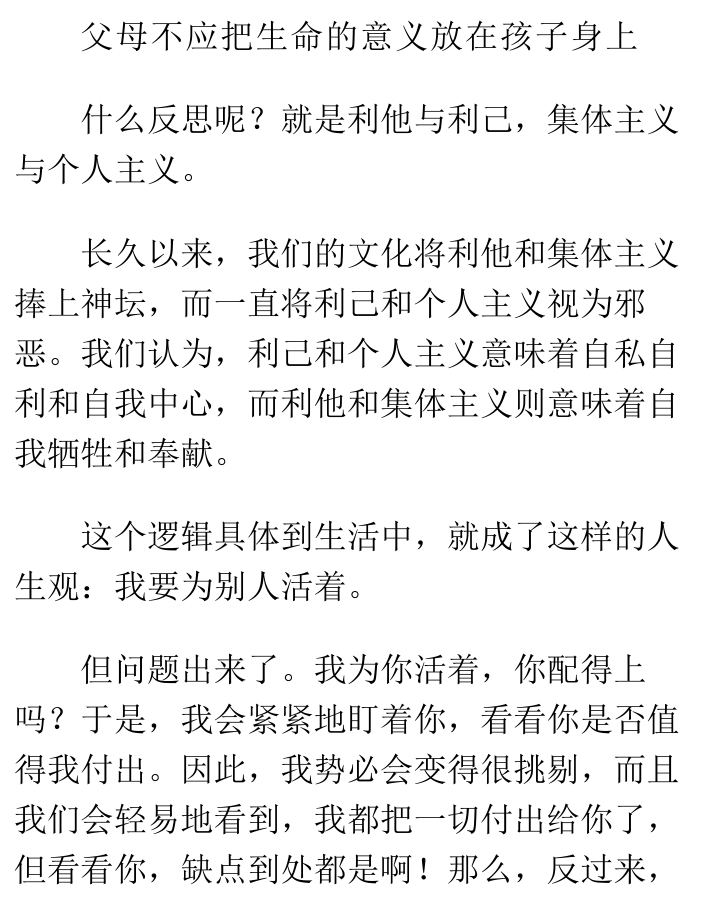 父母不应把生命的意义放在孩子身上
什么反思呢？就是利他与利己，集体主义
与个人主义。
长久以来，我们的文化将利他和集体主义
捧上神坛，而一直将利己和个人主义视为邪
恶。我们认为，利己和个人主义意味着自私自
利和自我中心，而利他和集体主义则意味着自
我牺牲和奉献。
这个逻辑具体到生活中，就成了这样的人
生观：我要为别人活着。
但问题出来了。我为你活着，你配得上
吗？于是，我会紧紧地盯着你，看看你是否值
得我付出。因此，我势必会变得很挑剔，而且
我们会轻易地看到，我都把一切付出给你了，
但看看你，缺点到处都是啊！那么，反过来，